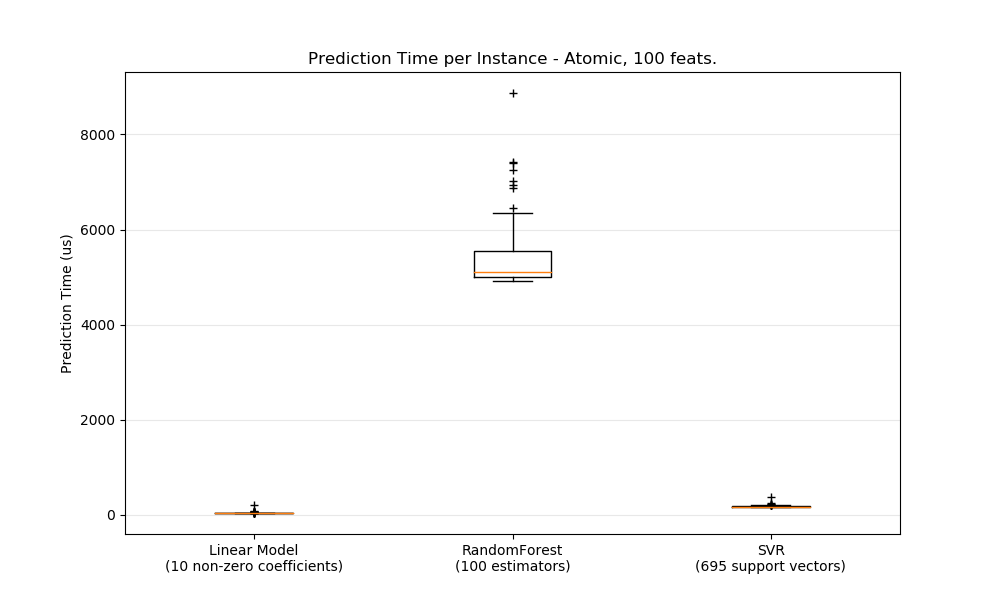 Prediction Time per Instance - Atomic, 100 feats.
Prediction Time (us)
8000
6000
4000
2000
0
Linear Model
(10 non-zero coefficients)
RandomForest
(100 estimators)
SVR
(695 support vectors)